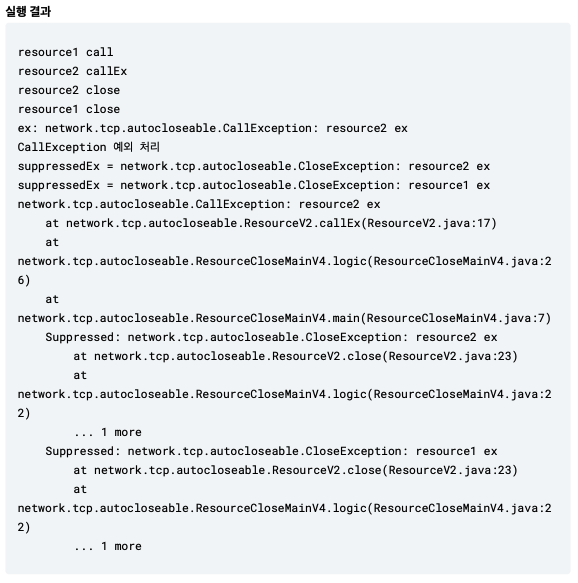 실행 결과
resource1 call
resource2 callEx
resource2 close
resource1 close
ex: network.tcp.autocloseable.CallException: resource2 ex
CallException 예외 처리
suppressedEx = network.tcp.autocloseable.CloseException: resource2 ex
suppressedEx = network.tcp.autocloseable.CloseException: resource1 ex
network.tcp.autocloseable.CallException: resource2 ex
    at network.tcp.autocloseable.ResourceV2.callEx(ResourceV2.java:17)
    at
network.tcp.autocloseable.ResourceCloseMainV4.logic(ResourceCloseMainV4.java:2
6)
    at
network.tcp.autocloseable.ResourceCloseMainV4.main(ResourceCloseMainV4.java:7)
    Suppressed: network.tcp.autocloseable.CloseException: resource2 ex
        at network.tcp.autocloseable.ResourceV2.close(ResourceV2.java:23)
        at
network.tcp.autocloseable.ResourceCloseMainV4.logic(ResourceCloseMainV4.java:2
2)
        ... 1 more
    Suppressed: network.tcp.autocloseable.CloseException: resource1 ex
        at network.tcp.autocloseable.ResourceV2.close(ResourceV2.java:23)
        at
network.tcp.autocloseable.ResourceCloseMainV4.logic(ResourceCloseMainV4.java:2
2)
        ... 1 more